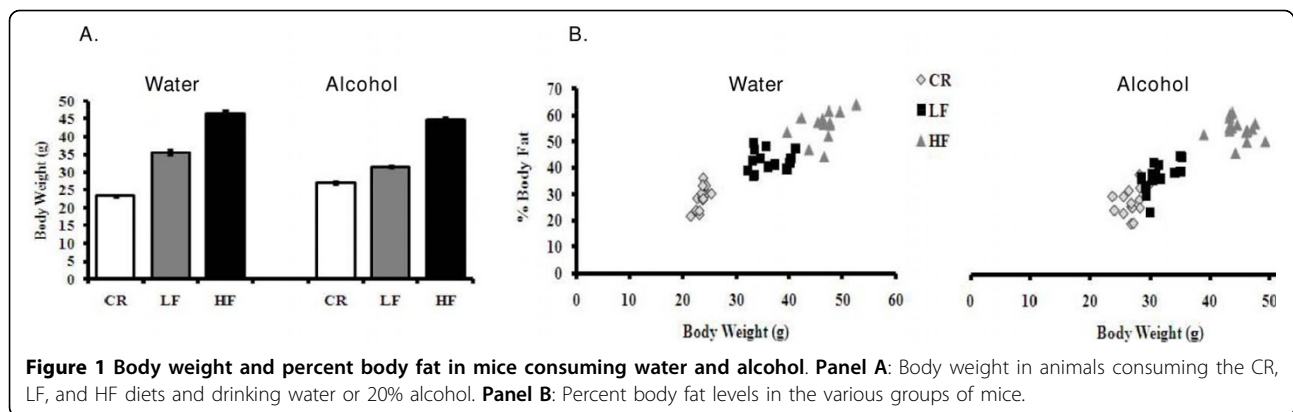 A.
Water Alcohol
Body Weight (g)
50
45
40
35
30
25
20
15
10
5
0
CR LF HF CR LF HF
B.
Water
% Body Fat
70
60
50
40
30
20
10
0
0 10 20 30 40 50 60
Body Weight (g)
CR
LF
HF
Alcohol
0 10 20 30 40 50
Body Weight (g)
Figure 1 Body weight and percent body fat in mice consuming water and alcohol. Panel A: Body weight in animals consuming the CR,
LF, and HF diets and drinking water or 20% alcohol. Panel B: Percent body fat levels in the various groups of mice.